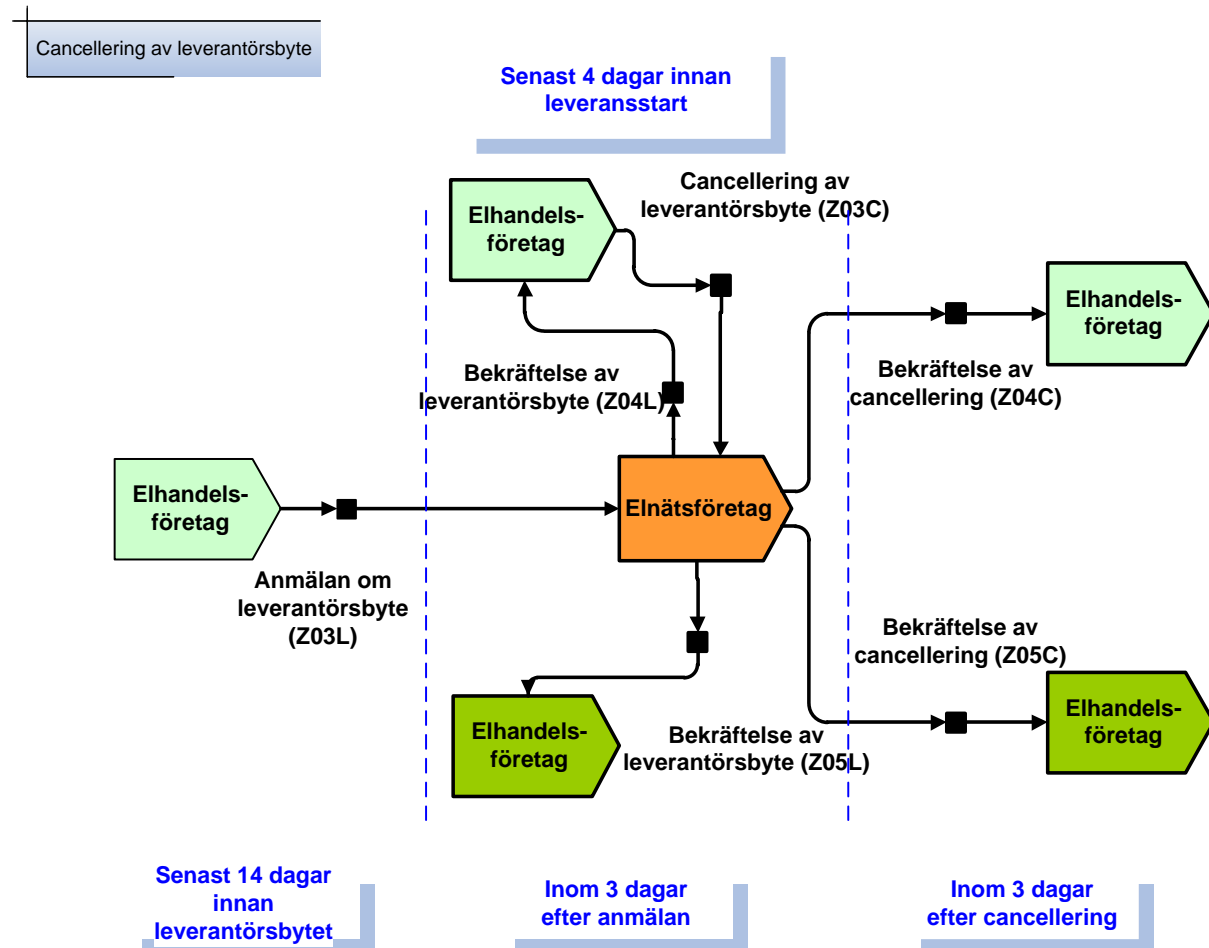 Cancellering av leverantörsbyte
Senast 4 dagar innan
leveransstart
Elhandels-
företag
Cancellering av
leverantörsbyte (Z03C)
Elhandels-
företag
Bekräftelse av
leverantörsbyte (Z04L)
Bekräftelse av
cancellering (Z04C)
Elhandels-
företag
Elnätsföretag
Anmälan om
leverantörsbyte
(Z03L)
Bekräftelse av
cancellering (Z05C)
Elhandels-
företag
Bekräftelse av
leverantörsbyte (Z05L)
Elhandels-
företag
Senast 14 dagar
innan
leverantörsbytet
Inom 3 dagar
efter anmälan
Inom 3 dagar
efter cancellering